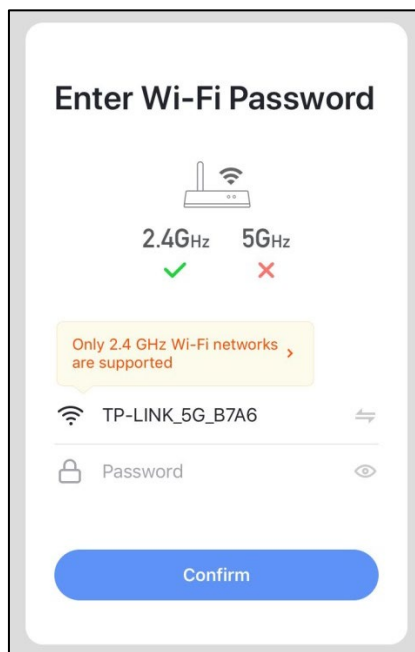 Enter Wi-Fi Password
2.4GHz 5GHz
Only 2.4 GHz Wi-Fi networks
are supported
TP-LINK_5G_B7A6
Password
Confirm